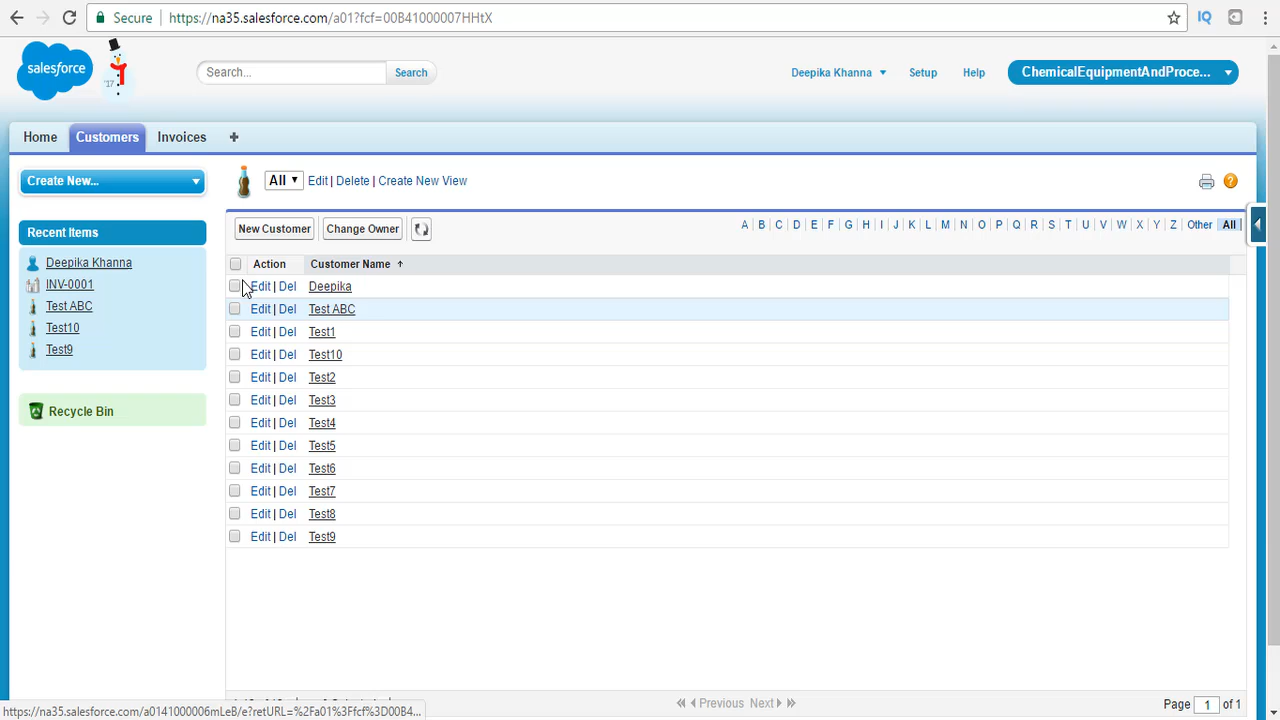 Secure https://na35.salesforce.com/a01?fcf=00B41000007HHtX
salesforce
'17
Search...
Search
Deepika Khanna
Setup
Help
ChemicalEquipmentAndProce...
Home
Customers
Invoices
Create New...
All
Edit | Delete | Create New View
Recent Items
Deepika Khanna
INV-0001
Test ABC
Test10
Test9
Recycle Bin
New Customer
Change Owner
A B C D E F G H I J K L M N O P Q R S T U V W X Y Z Other All
Action Customer Name
Edit | Del Deepika
Edit | Del Test ABC
Edit | Del Test1
Edit | Del Test10
Edit | Del Test2
Edit | Del Test3
Edit | Del Test4
Edit | Del Test5
Edit | Del Test6
Edit | Del Test7
Edit | Del Test8
Edit | Del Test9
Previous Next
Page 1 of 1
https://na35.salesforce.com/a0141000006mLeB/e?retURL=%2Fa01%3Ffcf%3D00B4...